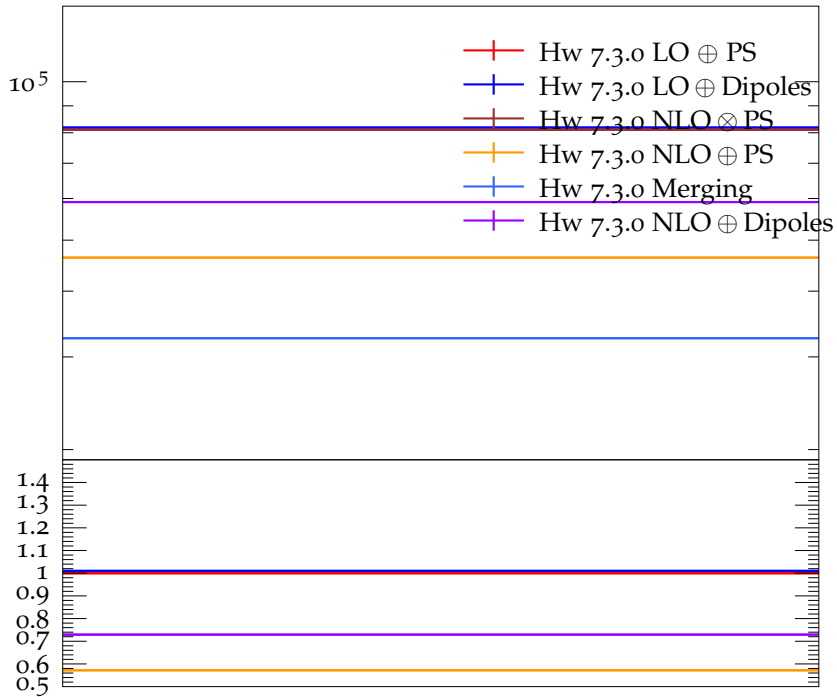 Hw 7.3.0 LO ⊕ PS
10^5
Hw 7.3.0 LO ⊕ Dipoles
Hw 7.3.0 NLO ⊗ PS
Hw 7.3.0 NLO ⊕ PS
Hw 7.3.0 Merging
Hw 7.3.0 NLO ⊕ Dipoles
1.4
1.3
1.2
1.1
1
0.9
0.8
0.7
0.6
0.5